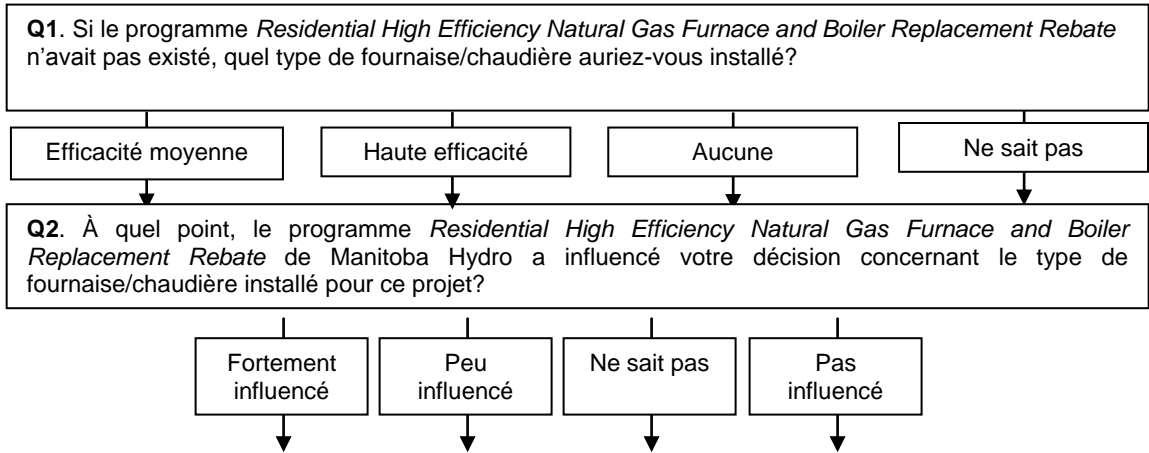 Q1. Si le programme Residential High Efficiency Natural Gas Furnace and Boiler Replacement Rebate
n'avait pas existé, quel type de fournaise/chaudière auriez-vous installé?
Efficacité moyenne
Haute efficacité
Aucune
Ne sait pas
Q2. À quel point, le programme Residential High Efficiency Natural Gas Furnace and Boiler
Replacement Rebate de Manitoba Hydro a influencé votre décision concernant le type de
fournaise/chaudière installé pour ce projet?
Fortement
influencé
Peu
influencé
Ne sait pas
Pas
influencé